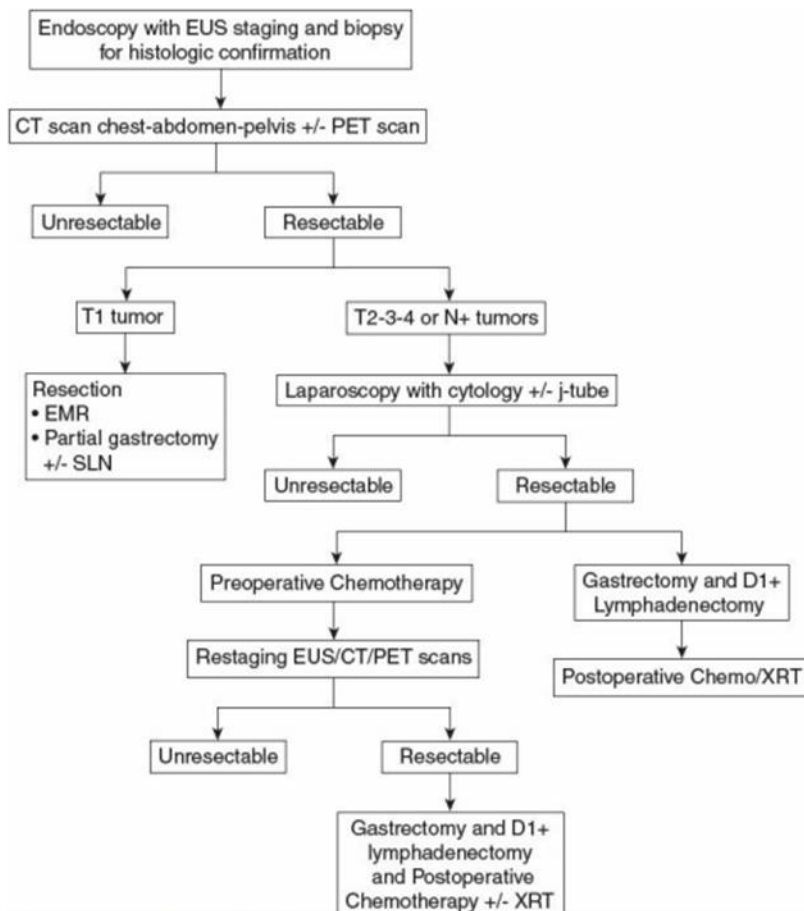 Endoscopy with EUS staging and biopsy
for histologic confirmation
CT scan chest-abdomen-pelvis +/- PET scan
Unresectable
Resectable
T1 tumor
T2-3-4 or N+ tumors
Resection
• EMR
• Partial gastrectomy
+/- SLN
Laparoscopy with cytology +/- j-tube
Unresectable
Resectable
Preoperative Chemotherapy
Gastrectomy and D1+
Lymphadenectomy
Restaging EUS/CT/PET scans
Postoperative Chemo/XRT
Unresectable
Resectable
Gastrectomy and D1+
lymphadenectomy
and Postoperative
Chemotherapy +/- XRT